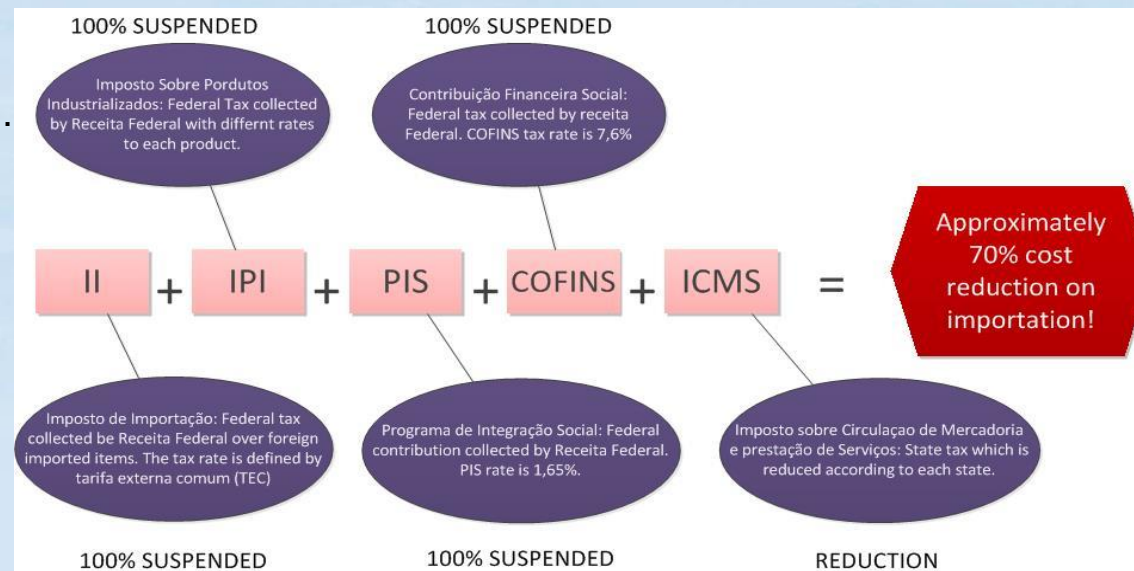 100% SUSPENDED
100% SUSPENDED
Imposto Sobre Pordutos
Industrializados: Federal Tax collected
by Receita Federal with differnt rates
to each product.
Contribuição Financeira Social:
Federal tax collected by receita
Federal. COFINS tax rate is 7,6%
.
II + IPI + PIS + COFINS + ICMS =
Approximately
70% cost
reduction on
importation!
Imposto de Importação: Federal tax
collected be Receita Federal over foreign
imported items. The tax rate is defined by
tarifa externa comum (TEC)
Programa de Integração Social: Federal
contribution collected by Receita Federal.
PIS rate is 1,65%.
Imposto sobre Circulaçao de Mercadoria
e prestação de Serviços: State tax which is
reduced according to each state.
100% SUSPENDED
100% SUSPENDED
REDUCTION